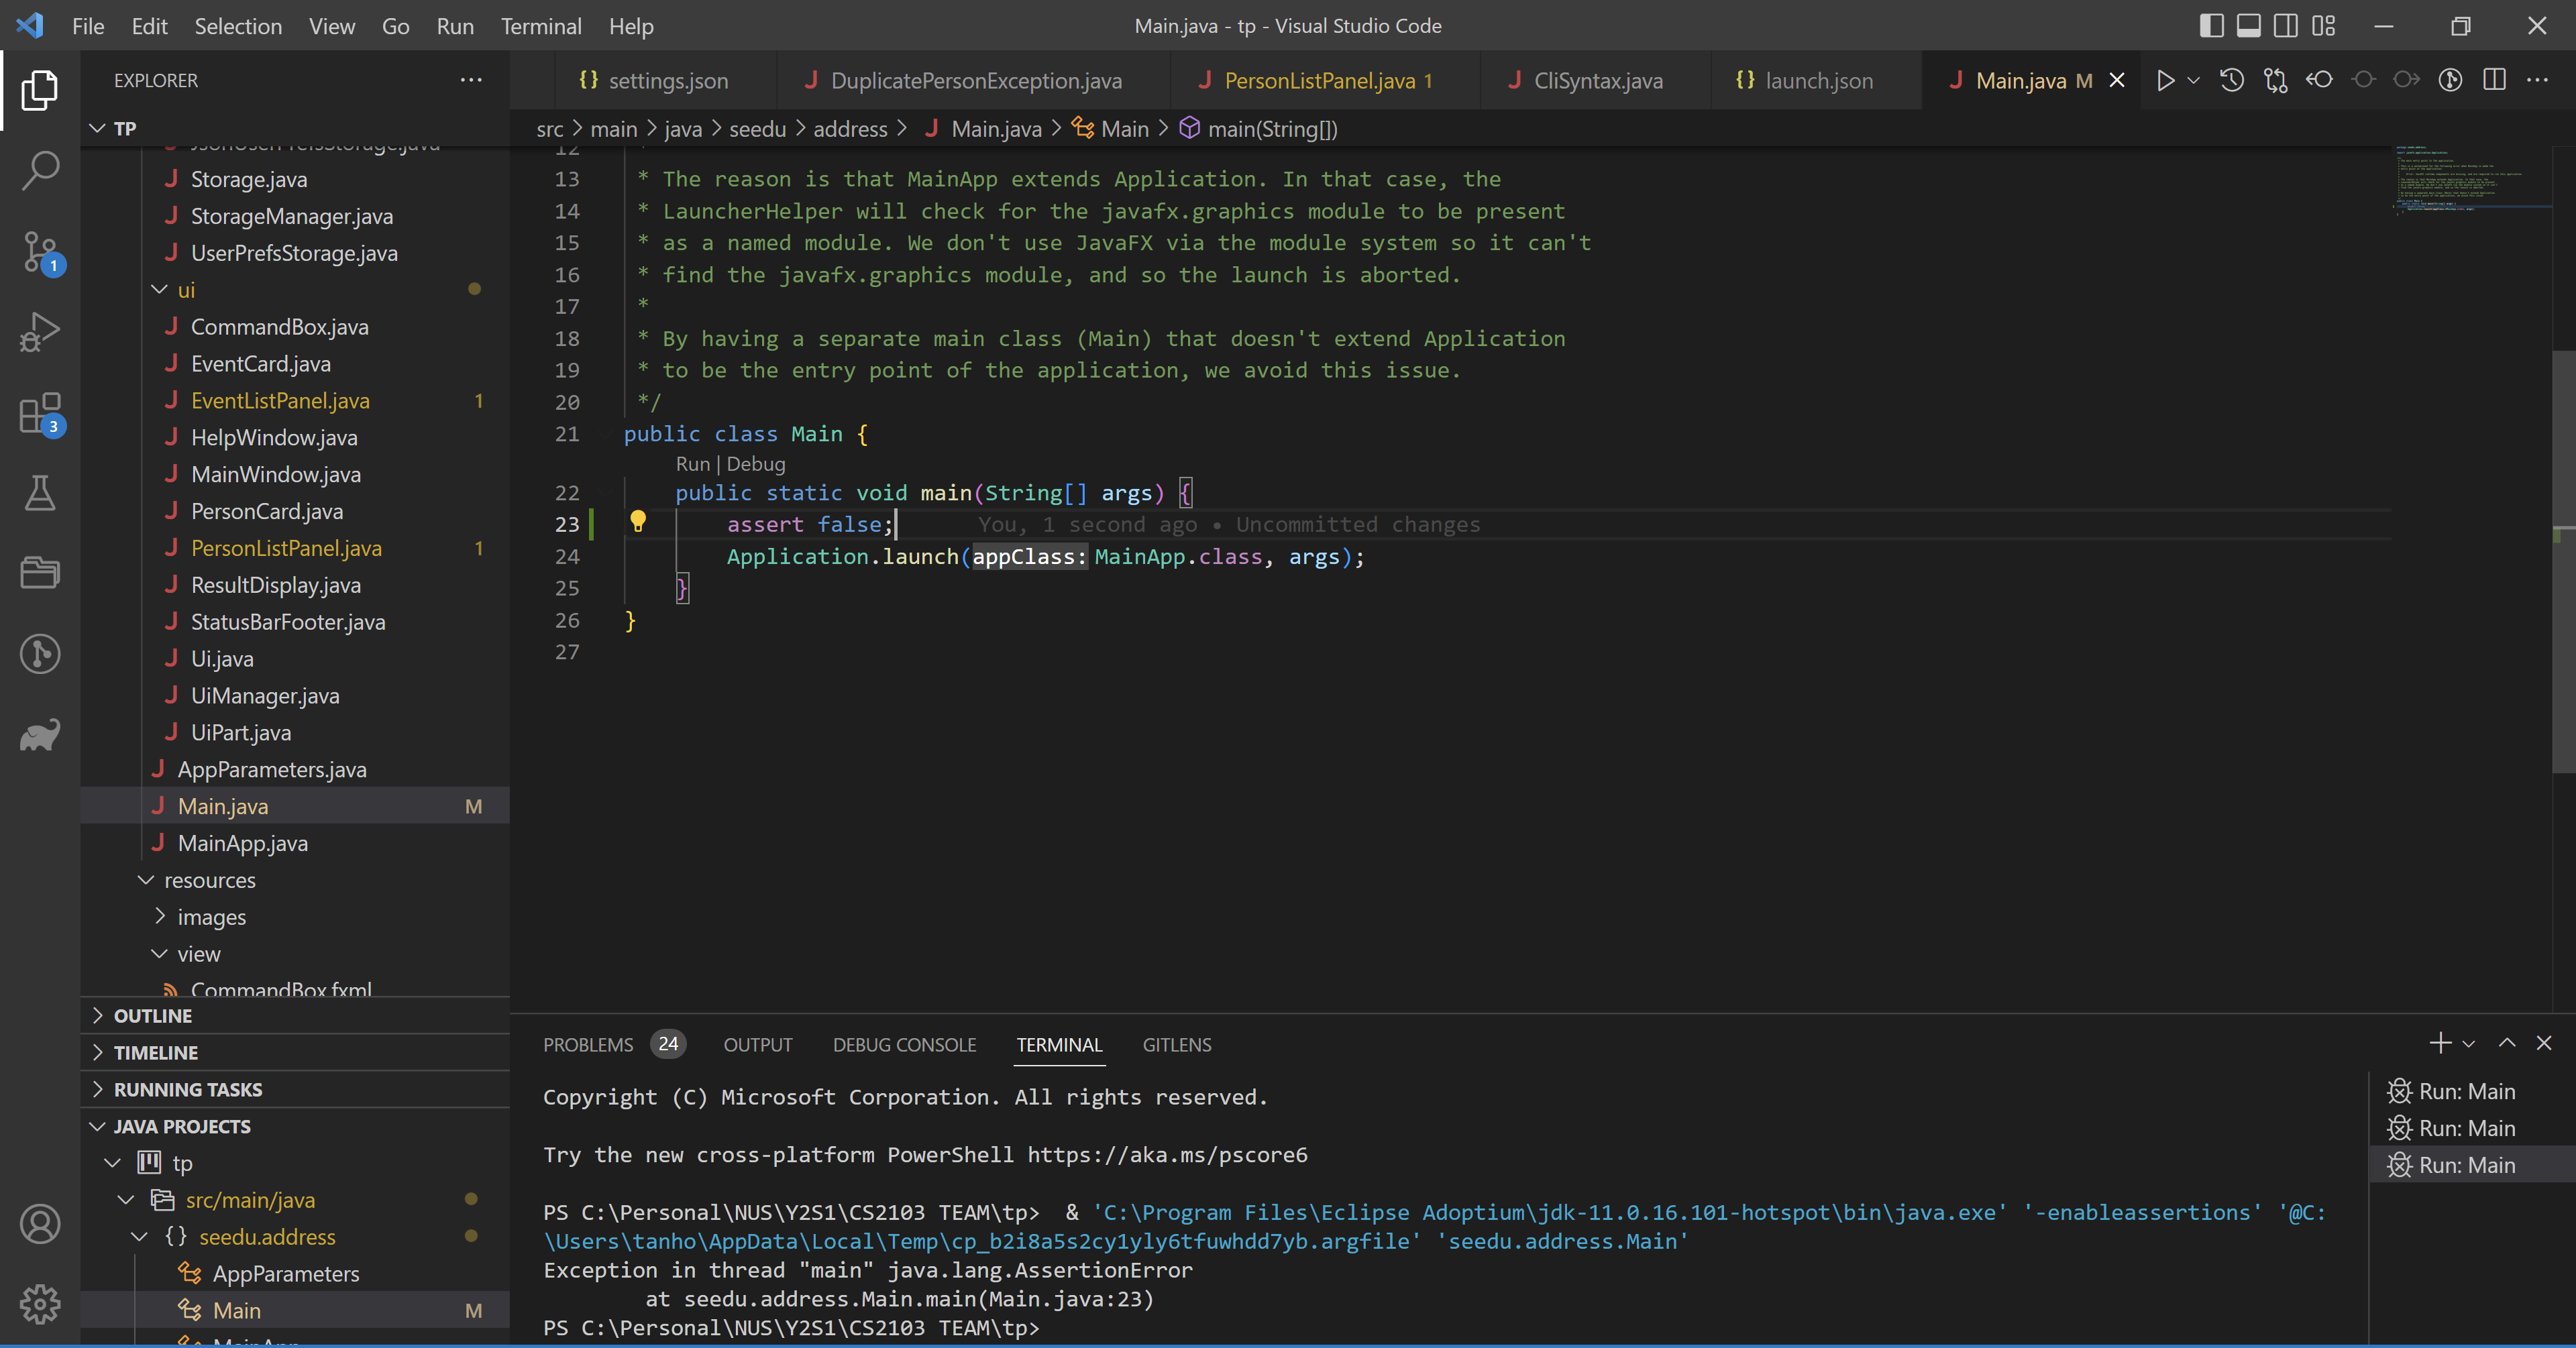 File Edit Selection View Go Run Terminal Help
Main.java - tp - Visual Studio Code
EXPLORER
TP
JsonUserPrefsStorage.java
Storage.java
StorageManager.java
UserPrefsStorage.java
ui
CommandBox.java
EventCard.java
EventListPanel.java 1
HelpWindow.java
MainWindow.java
PersonCard.java
PersonListPanel.java 1
ResultDisplay.java
StatusBarFooter.java
Ui.java
UiManager.java
UiPart.java
AppParameters.java
Main.java M
MainApp.java
resources
images
view
CommandBox.fxml
OUTLINE
TIMELINE
RUNNING TASKS
JAVA PROJECTS
tp
src/main/java
{} seedu.address
AppParameters
Main M
MainApp
1
3
{} settings.json
J DuplicatePersonException.java
J PersonListPanel.java 1
J CliSyntax.java
{} launch.json
J Main.java M
src > main > java > seedu > address > J Main.java > Main > main(String[])
12 *
13 * The reason is that MainApp extends Application. In that case, the
14 * LauncherHelper will check for the javafx.graphics module to be present
15 * as a named module. We don't use JavaFX via the module system so it can't
16 * find the javafx.graphics module, and so the launch is aborted.
17 *
18 * By having a separate main class (Main) that doesn't extend Application
19 * to be the entry point of the application, we avoid this issue.
20 */
21 public class Main {
Run | Debug
22 public static void main(String[] args) {
23 assert false; You, 1 second ago • Uncommitted changes
24 Application.launch(appClass: MainApp.class, args);
25 }
26 }
27
PROBLEMS 24 OUTPUT DEBUG CONSOLE TERMINAL GITLENS
Copyright (C) Microsoft Corporation. All rights reserved.
Try the new cross-platform PowerShell https://aka.ms/pscore6
PS C:\Personal\NUS\Y2S1\CS2103 TEAM\tp>  & 'C:\Program Files\Eclipse Adoptium\jdk-11.0.16.101-hotspot\bin\java.exe' '-enableassertions' '@C:
\Users\tanho\AppData\Local\Temp\cp_b2i8a5s2cy1yly6tfuwhdd7yb.argfile' 'seedu.address.Main'
Exception in thread "main" java.lang.AssertionError
at seedu.address.Main.main(Main.java:23)
PS C:\Personal\NUS\Y2S1\CS2103 TEAM\tp>
Run: Main
Run: Main
Run: Main